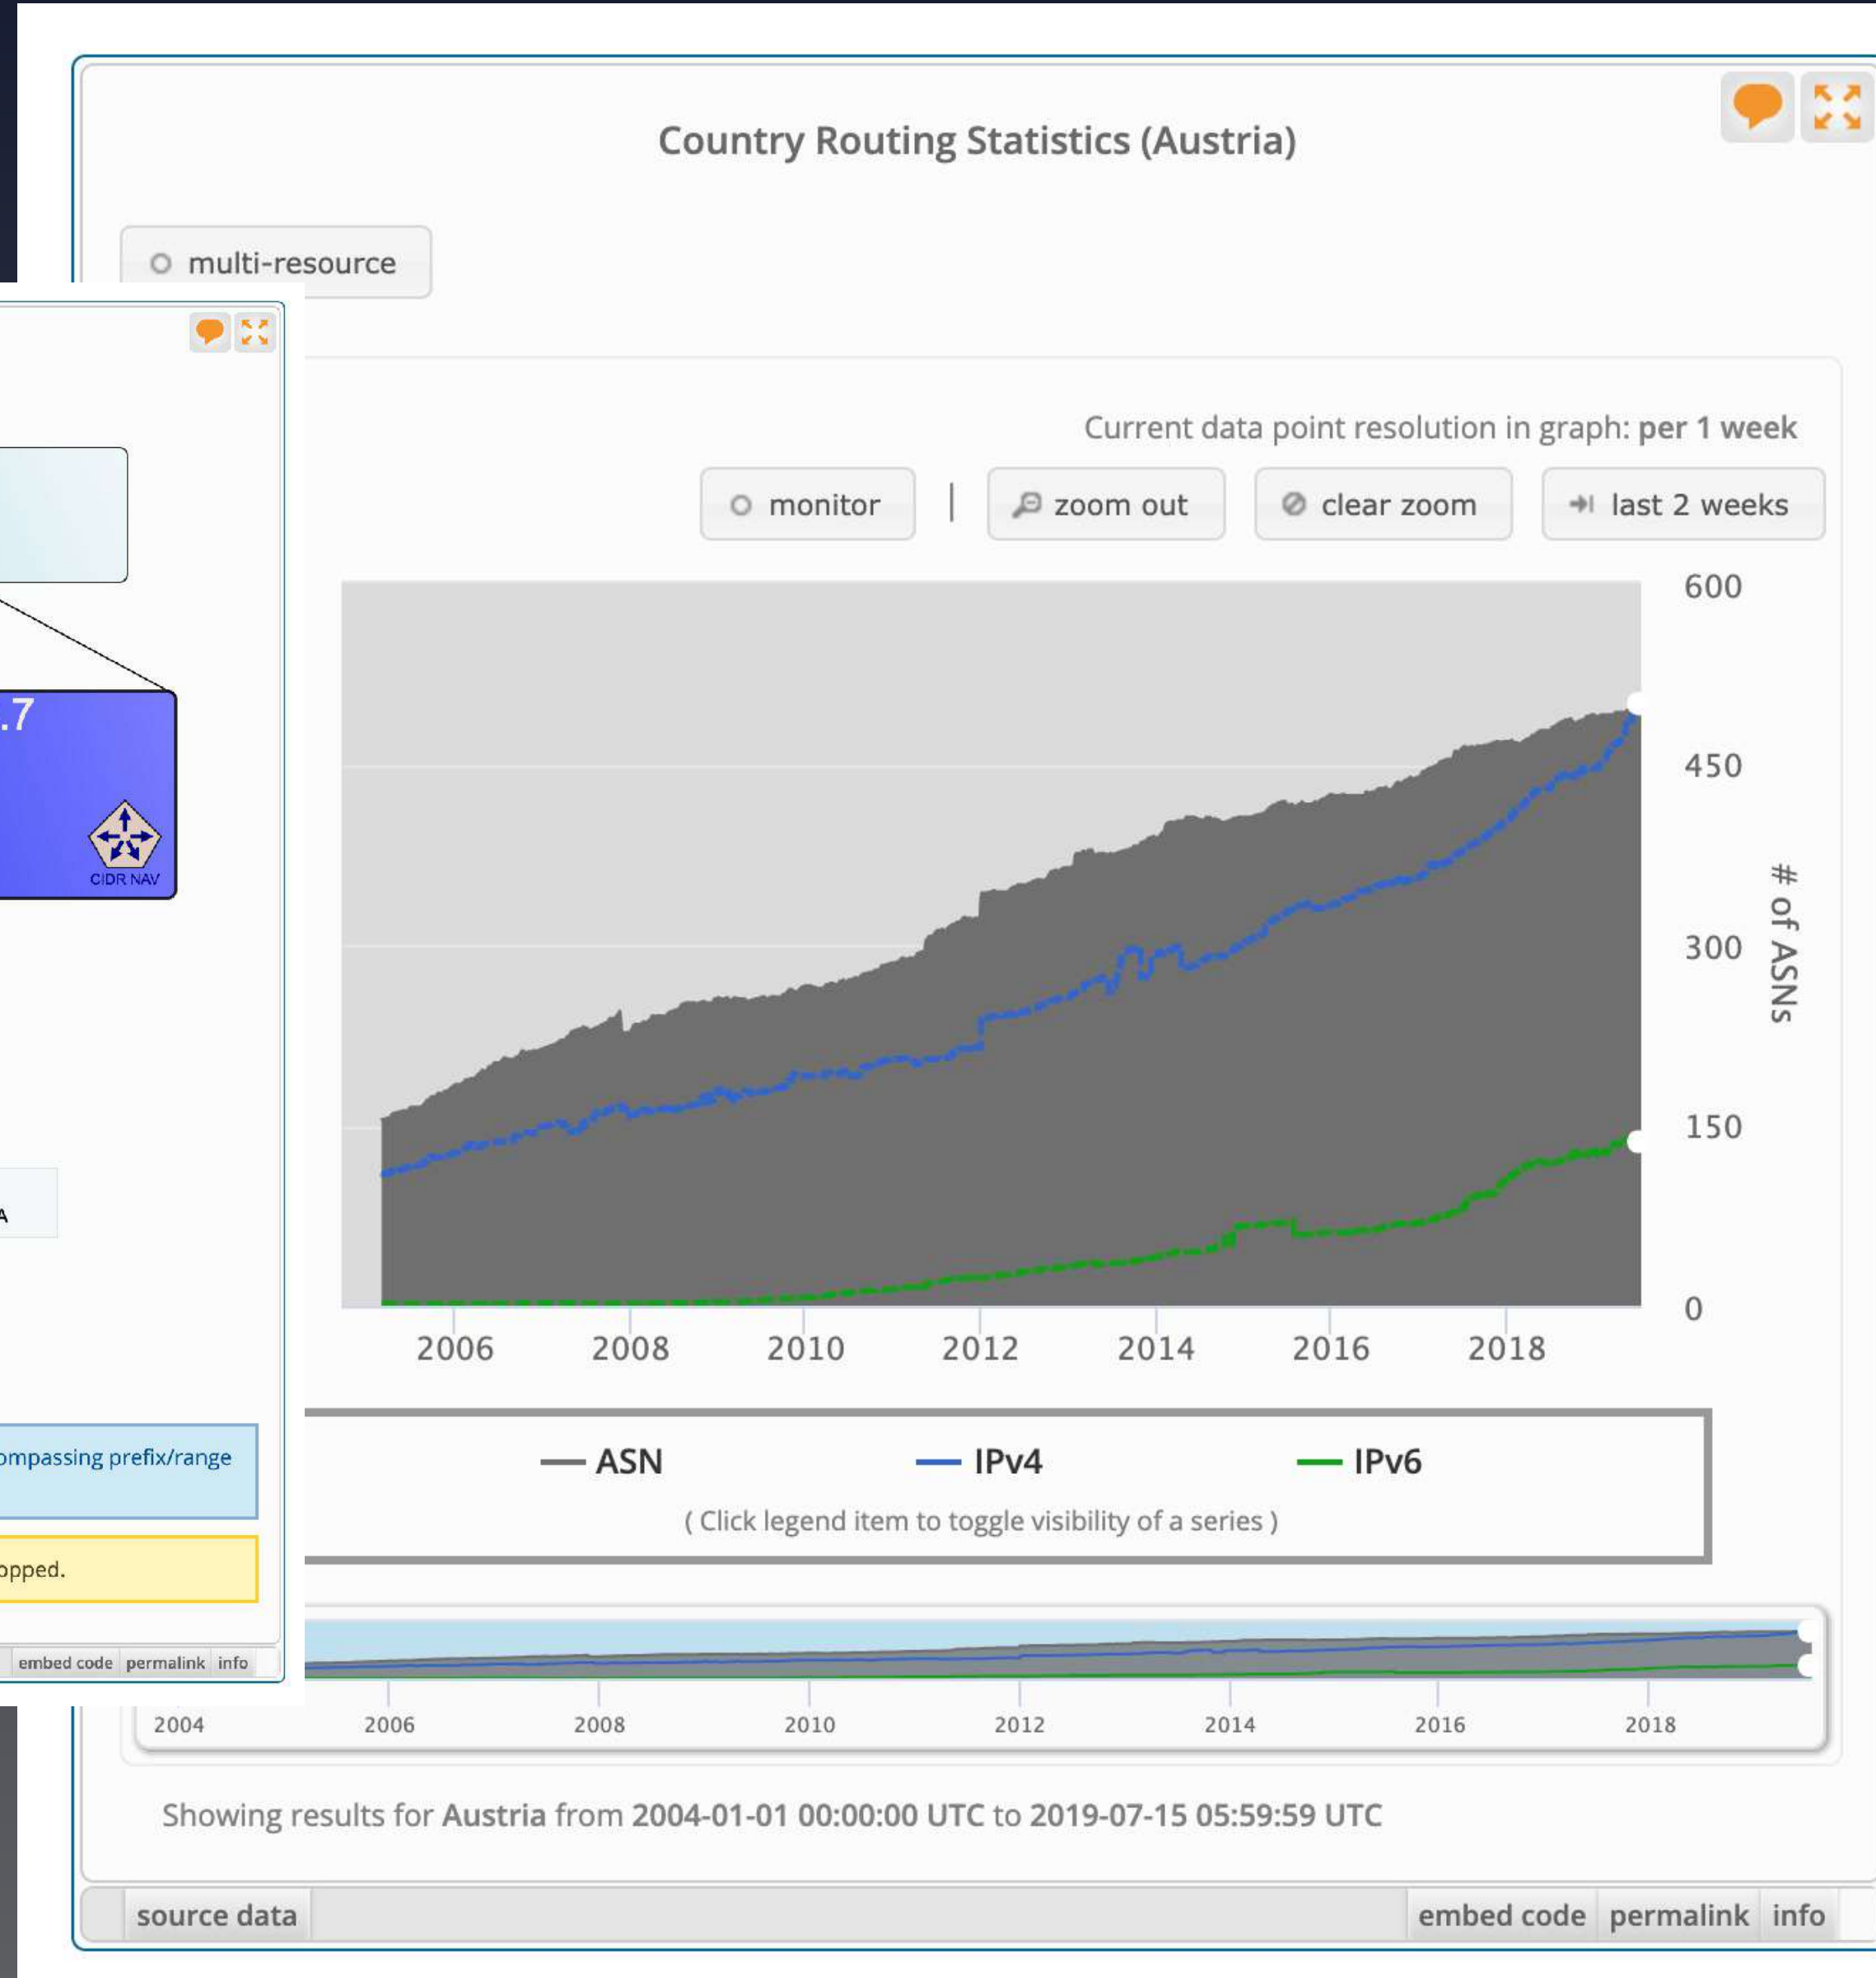 Country Routing Statistics (Austria)
multi-resource
Current data point resolution in graph: per 1 week
monitor | zoom out clear zoom last 2 weeks
.7
CIDR NAV
A
600
450
300
150
0
# of ASNs
2006 2008 2010 2012 2014 2016 2018
ASN IPv4 IPv6
( Click legend item to toggle visibility of a series )
ompassing prefix/range
opped.
embed code permalink info
2004 2006 2008 2010 2012 2014 2016 2018
Showing results for Austria from 2004-01-01 00:00:00 UTC to 2019-07-15 05:59:59 UTC
source data embed code permalink info